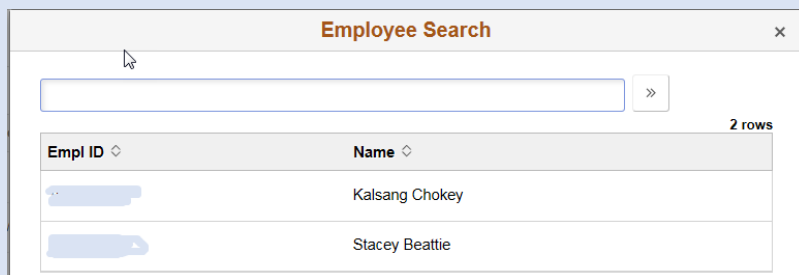 Employee Search ×
»
2 rows
Empl ID Name
Kalsang Chokey
Stacey Beattie